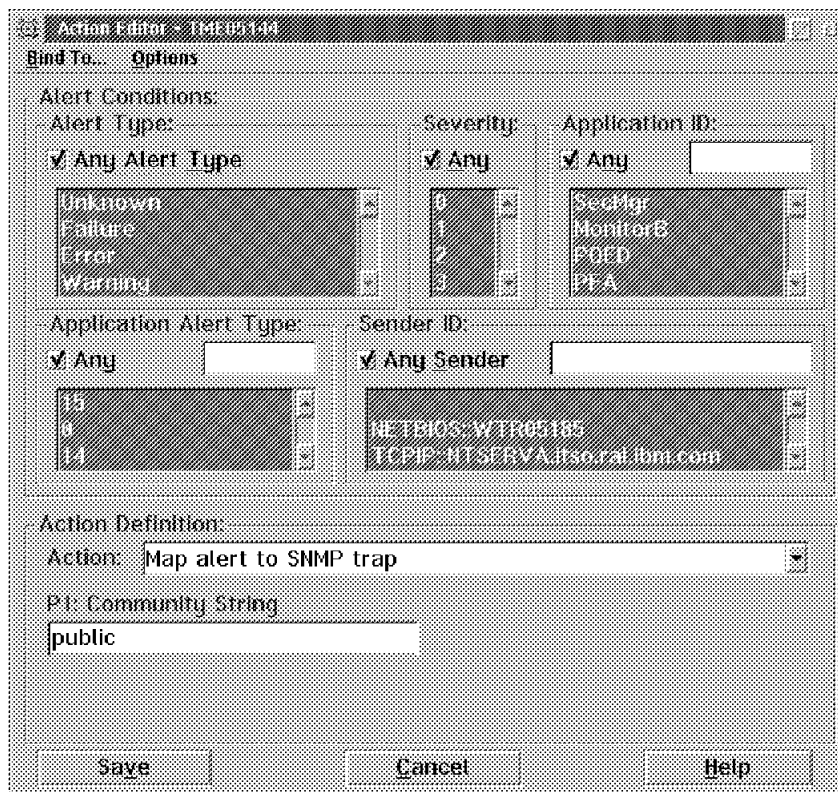 Action Editor - TME05144
Bind To... Options
Alert Conditions:
Alert Type:
Any Alert Type
Unknown
Failure
Error
Warning
Severity:
Any
0
1
2
3
Application ID:
Any
SecMgr
MonitorB
POED
PFA
Application Alert Type:
Any
15
0
14
Sender ID:
Any Sender
NETBIOS::WTR05185
TCPIP::NTSERVA.itso.ral.ibm.com
Action Definition:
Action: Map alert to SNMP trap
P1: Community String
public
Save Cancel Help